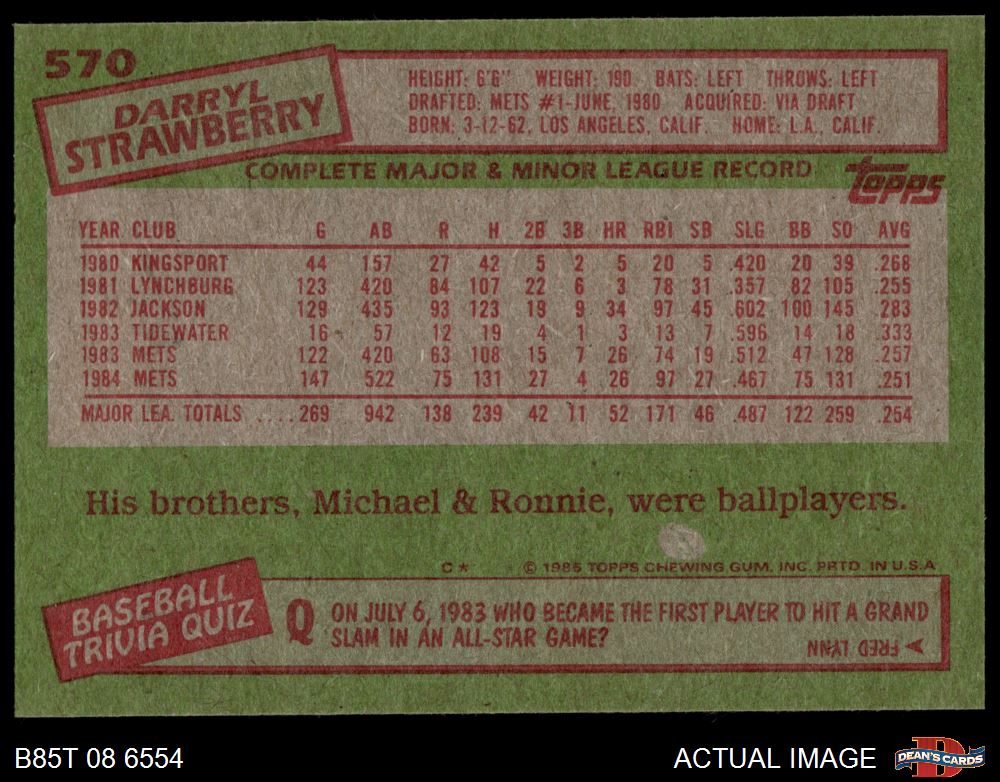 570
DARRYL
STRAWBERRY
HEIGHT: 6'6" WEIGHT: 190 BATS: LEFT THROWS: LEFT
DRAFTED: METS #1-JUNE, 1980 ACQUIRED: VIA DRAFT
BORN: 3-12-62, LOS ANGELES, CALIF. HOME: L.A., CALIF.
COMPLETE MAJOR & MINOR LEAGUE RECORD
topps
YEAR CLUB G AB R H 2B 3B HR RBI SB SLG BB SO AVG
1980 KINGSPORT 44 157 27 42 5 2 5 20 5 .420 20 39 .268
1981 LYNCHBURG 123 420 84 107 22 6 3 78 31 .357 82 105 .255
1982 JACKSON 129 435 93 123 19 9 34 97 45 .602 100 145 .283
1983 TIDEWATER 16 57 12 19 4 1 3 13 7 .596 14 18 .333
1983 METS 122 420 63 108 15 7 26 74 19 .512 47 128 .257
1984 METS 147 522 75 131 27 4 26 97 27 .467 75 131 .251
MAJOR LEA. TOTALS .... 269 942 138 239 42 11 52 171 46 .487 122 259 .254
His brothers, Michael & Ronnie, were ballplayers.
C* © 1985 TOPPS CHEWING GUM, INC. PRTD. IN U.S.A.
BASEBALL
TRIVIA QUIZ
Q ON JULY 6, 1983 WHO BECAME THE FIRST PLAYER TO HIT A GRAND
SLAM IN AN ALL-STAR GAME?
A FRED LYNN
B85T 08 6554
ACTUAL IMAGE
D
DEAN'S CARDS